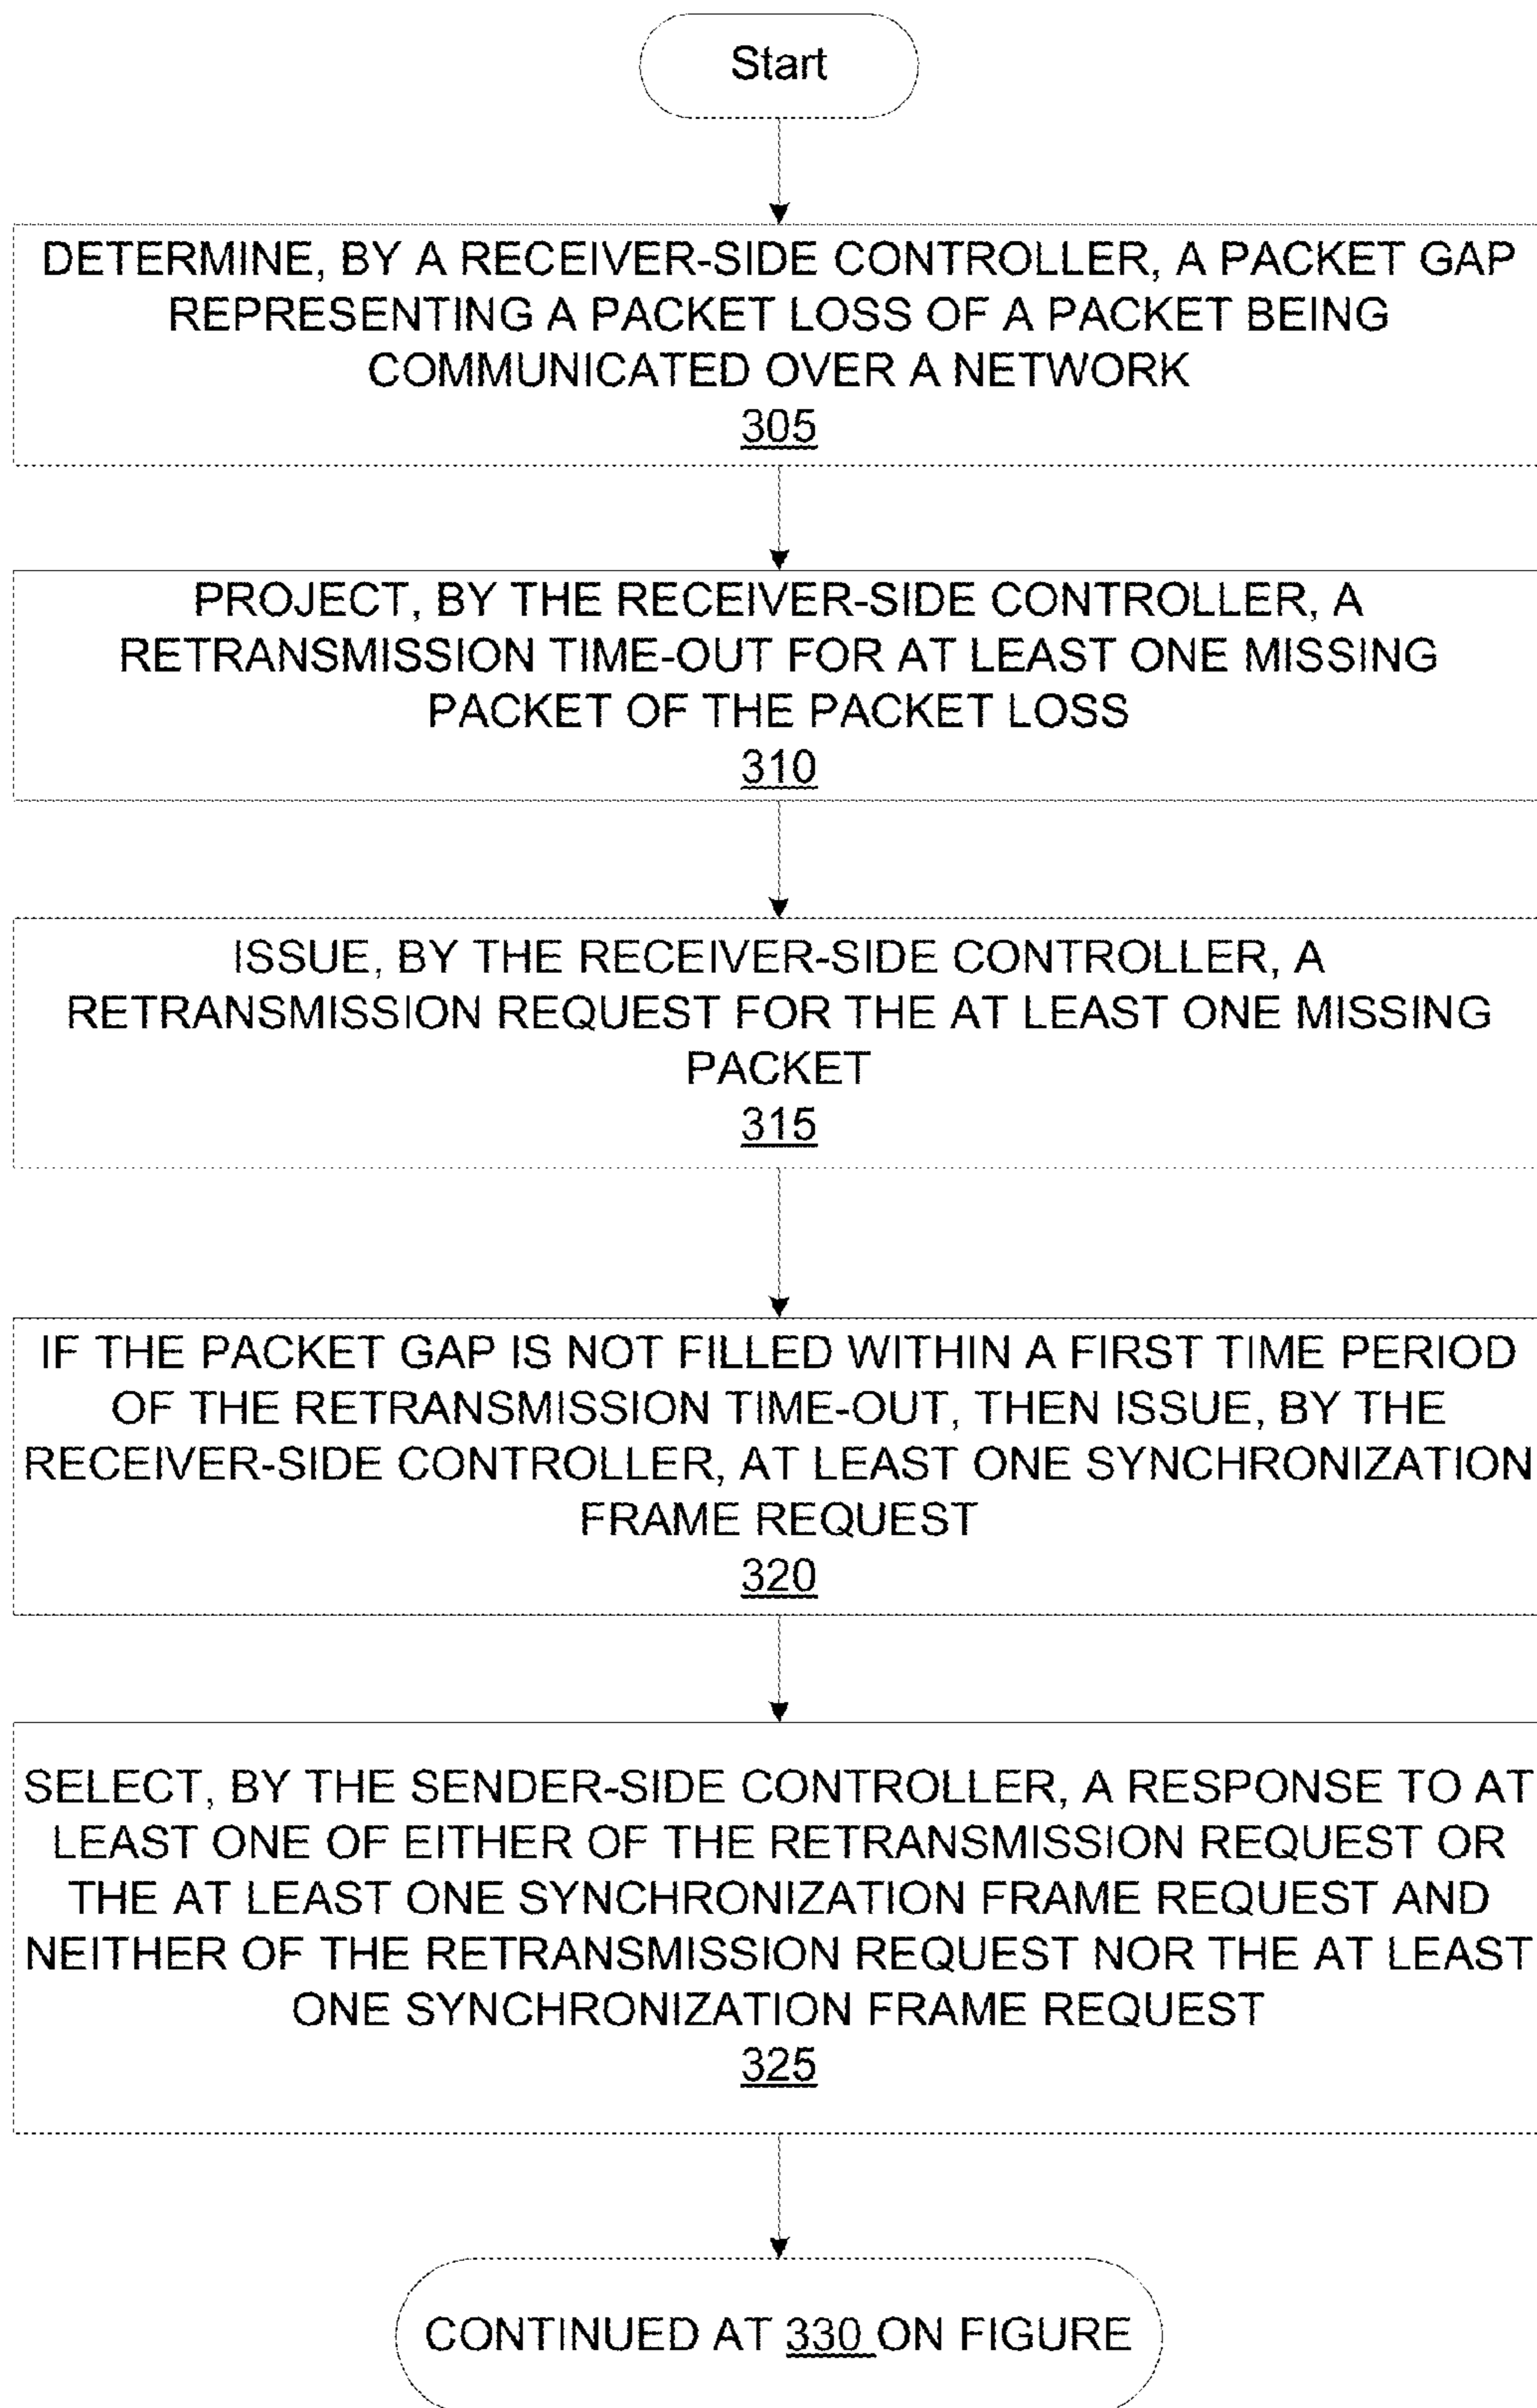 Start
DETERMINE, BY A RECEIVER-SIDE CONTROLLER, A PACKET GAP
REPRESENTING A PACKET LOSS OF A PACKET BEING
COMMUNICATED OVER A NETWORK
305
PROJECT, BY THE RECEIVER-SIDE CONTROLLER, A
RETRANSMISSION TIME-OUT FOR AT LEAST ONE MISSING
PACKET OF THE PACKET LOSS
310
ISSUE, BY THE RECEIVER-SIDE CONTROLLER, A
RETRANSMISSION REQUEST FOR THE AT LEAST ONE MISSING
PACKET
315
IF THE PACKET GAP IS NOT FILLED WITHIN A FIRST TIME PERIOD
OF THE RETRANSMISSION TIME-OUT, THEN ISSUE, BY THE
RECEIVER-SIDE CONTROLLER, AT LEAST ONE SYNCHRONIZATION
FRAME REQUEST
320
SELECT, BY THE SENDER-SIDE CONTROLLER, A RESPONSE TO AT
LEAST ONE OF EITHER OF THE RETRANSMISSION REQUEST OR
THE AT LEAST ONE SYNCHRONIZATION FRAME REQUEST AND
NEITHER OF THE RETRANSMISSION REQUEST NOR THE AT LEAST
ONE SYNCHRONIZATION FRAME REQUEST
325
CONTINUED AT 330 ON FIGURE